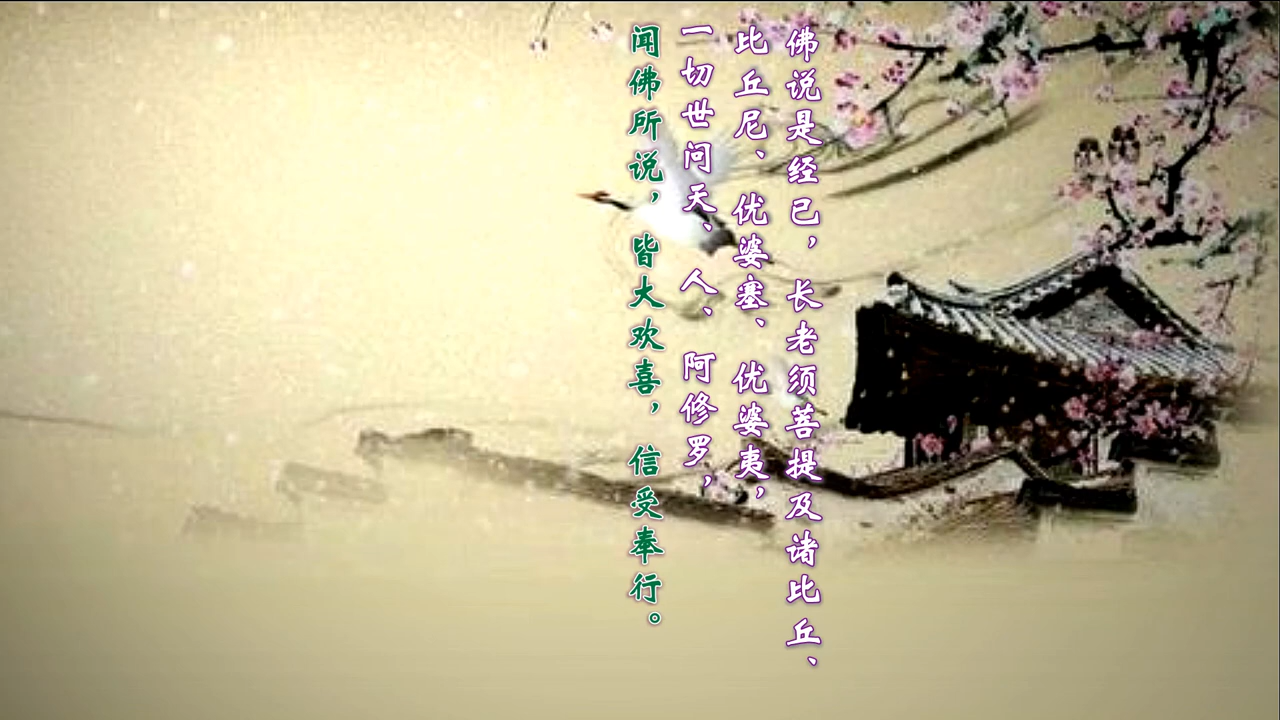 佛说是经已，长老须菩提及诸比丘、
比丘尼、优婆塞、优婆夷，
一切世问天、人、阿修罗，
闻佛所说，皆大欢喜，信受奉行。